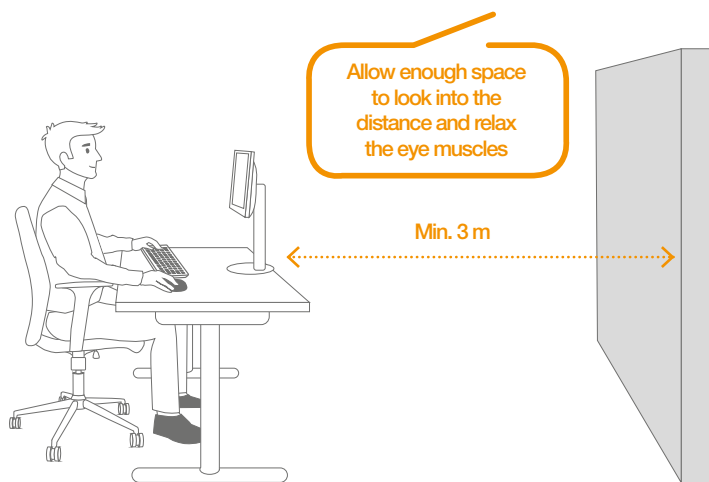 Allow enough space
to look into the
distance and relax
the eye muscles
Min. 3 m